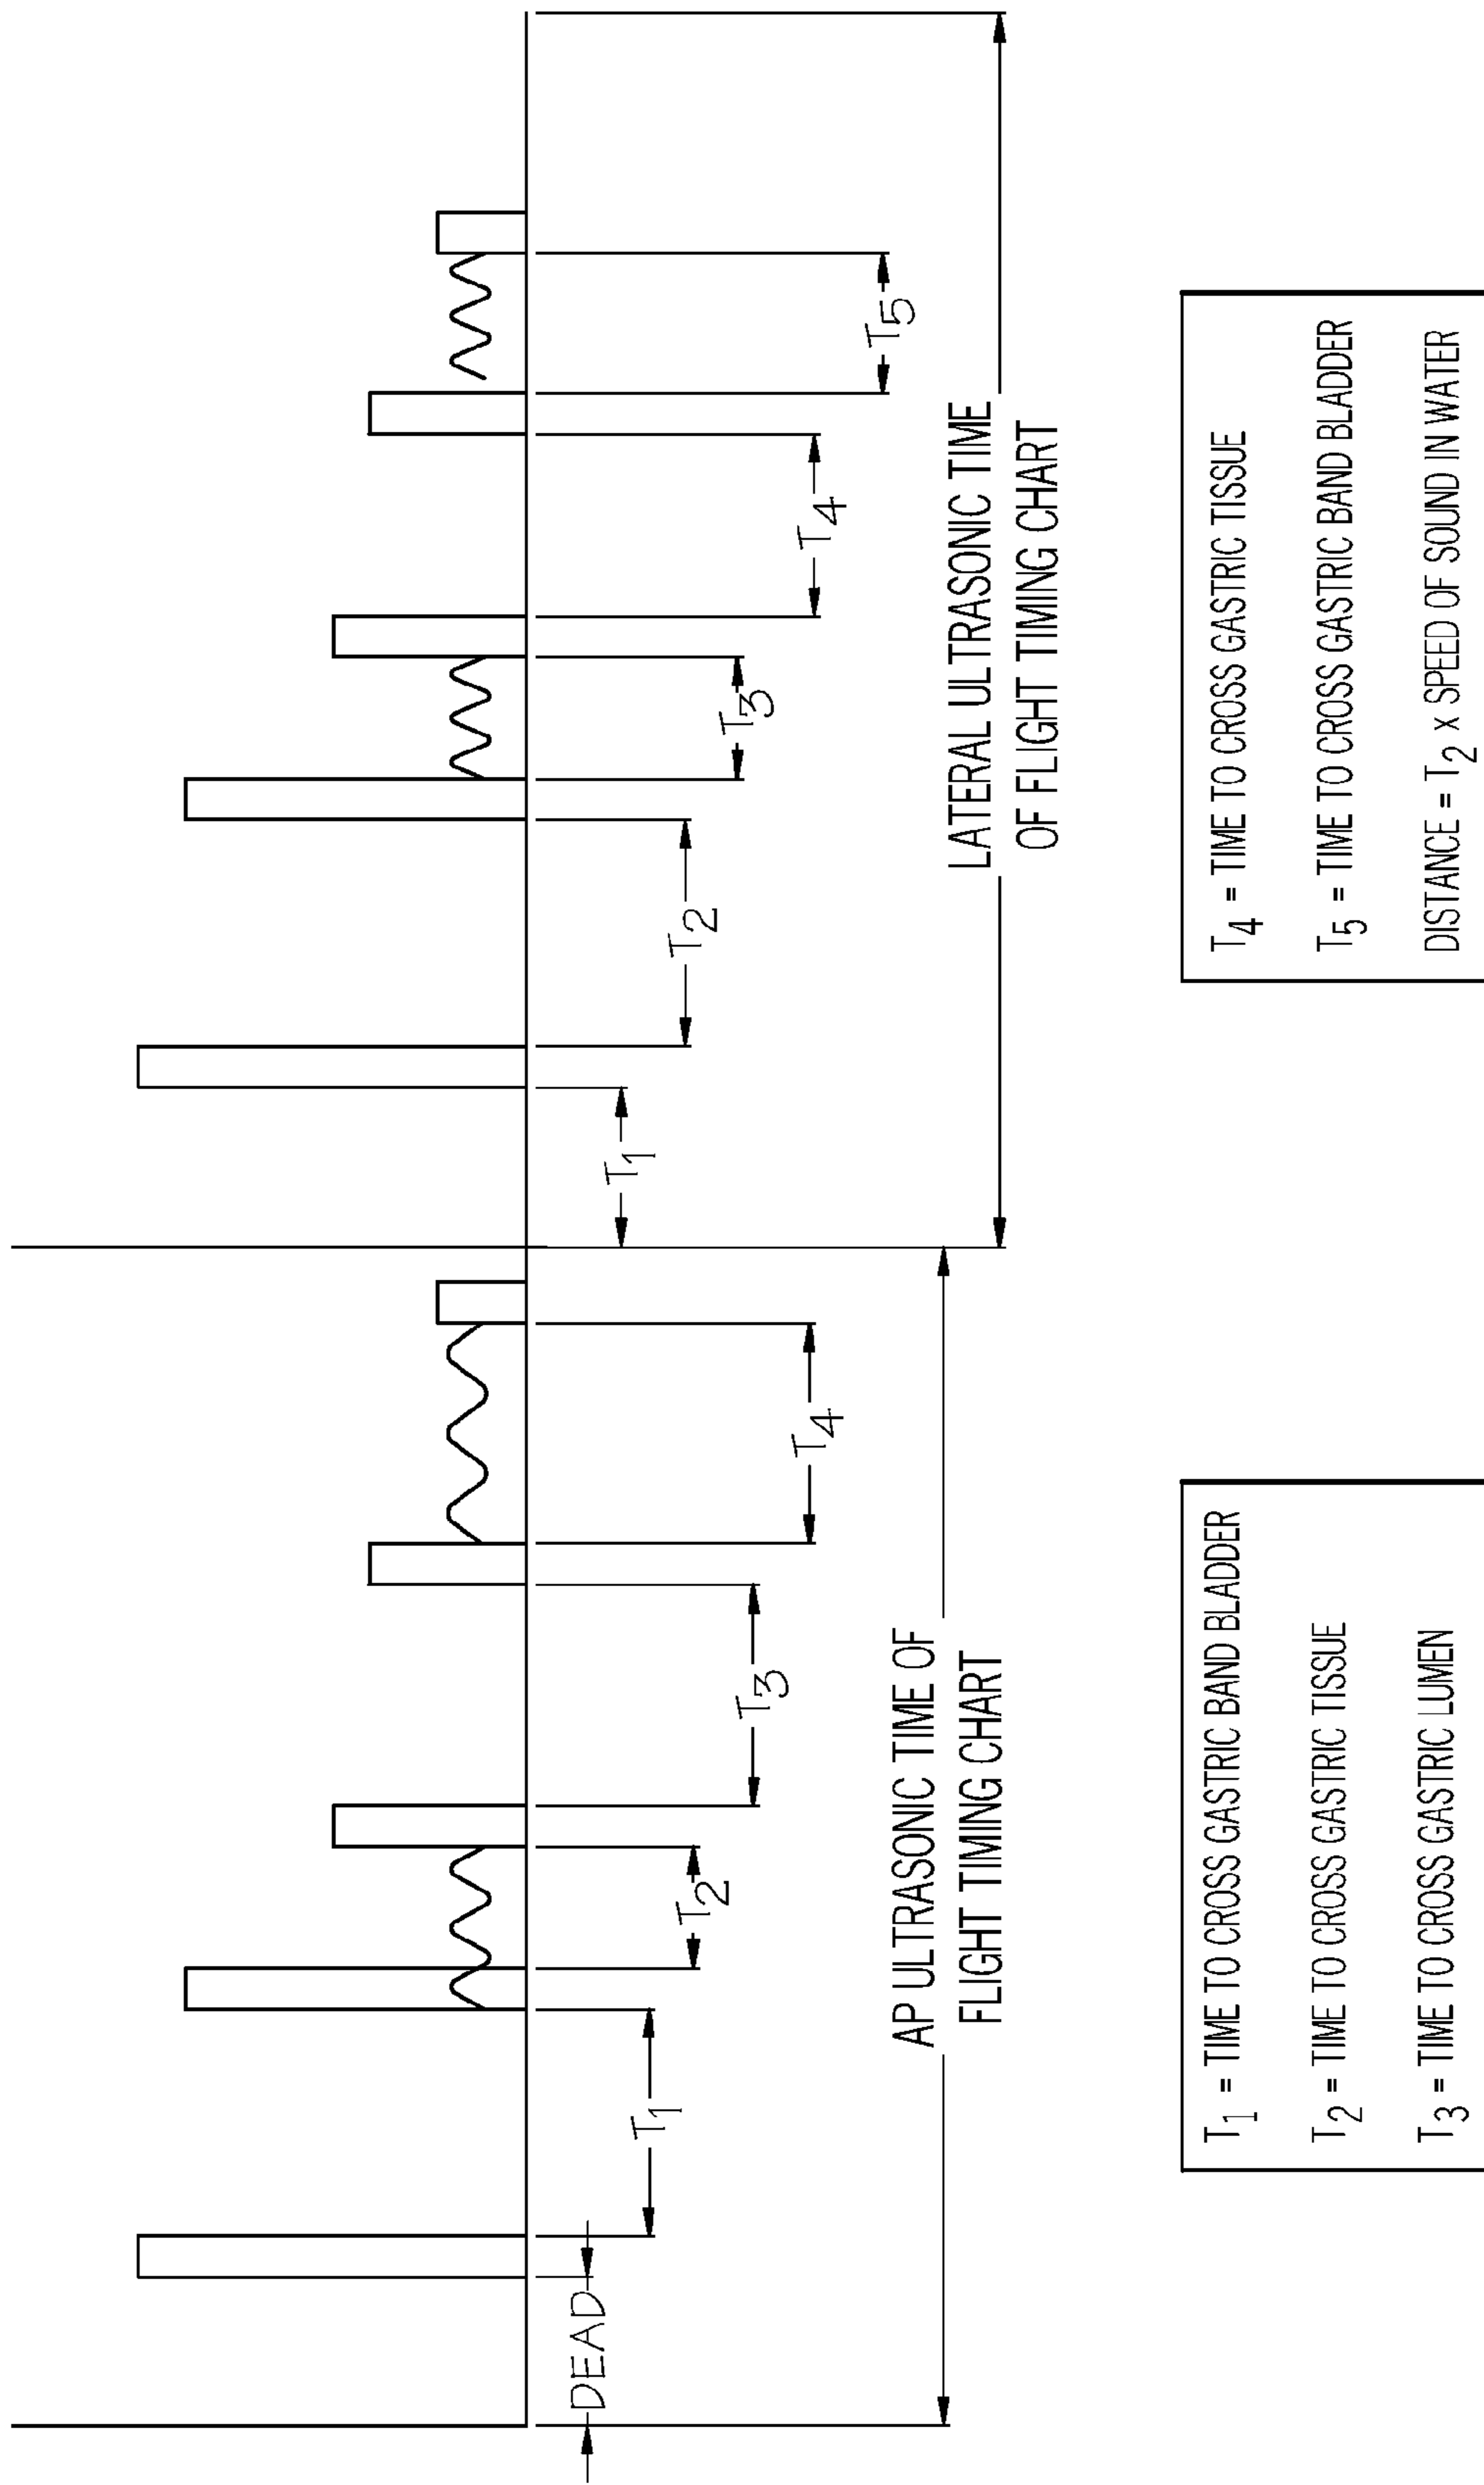 DEAD
T1
T2
T3
T4
T1
T2
T3
T4
T5
AP ULTRASONIC TIME OF
FLIGHT TIMING CHART
LATERAL ULTRASONIC TIME
OF FLIGHT TIMING CHART
T1 = TIME TO CROSS GASTRIC BAND BLADDER
T2 = TIME TO CROSS GASTRIC TISSUE
T3 = TIME TO CROSS GASTRIC LUMEN
T4 = TIME TO CROSS GASTRIC TISSUE
T5 = TIME TO CROSS GASTRIC BAND BLADDER
DISTANCE = T2 X SPEED OF SOUND IN WATER